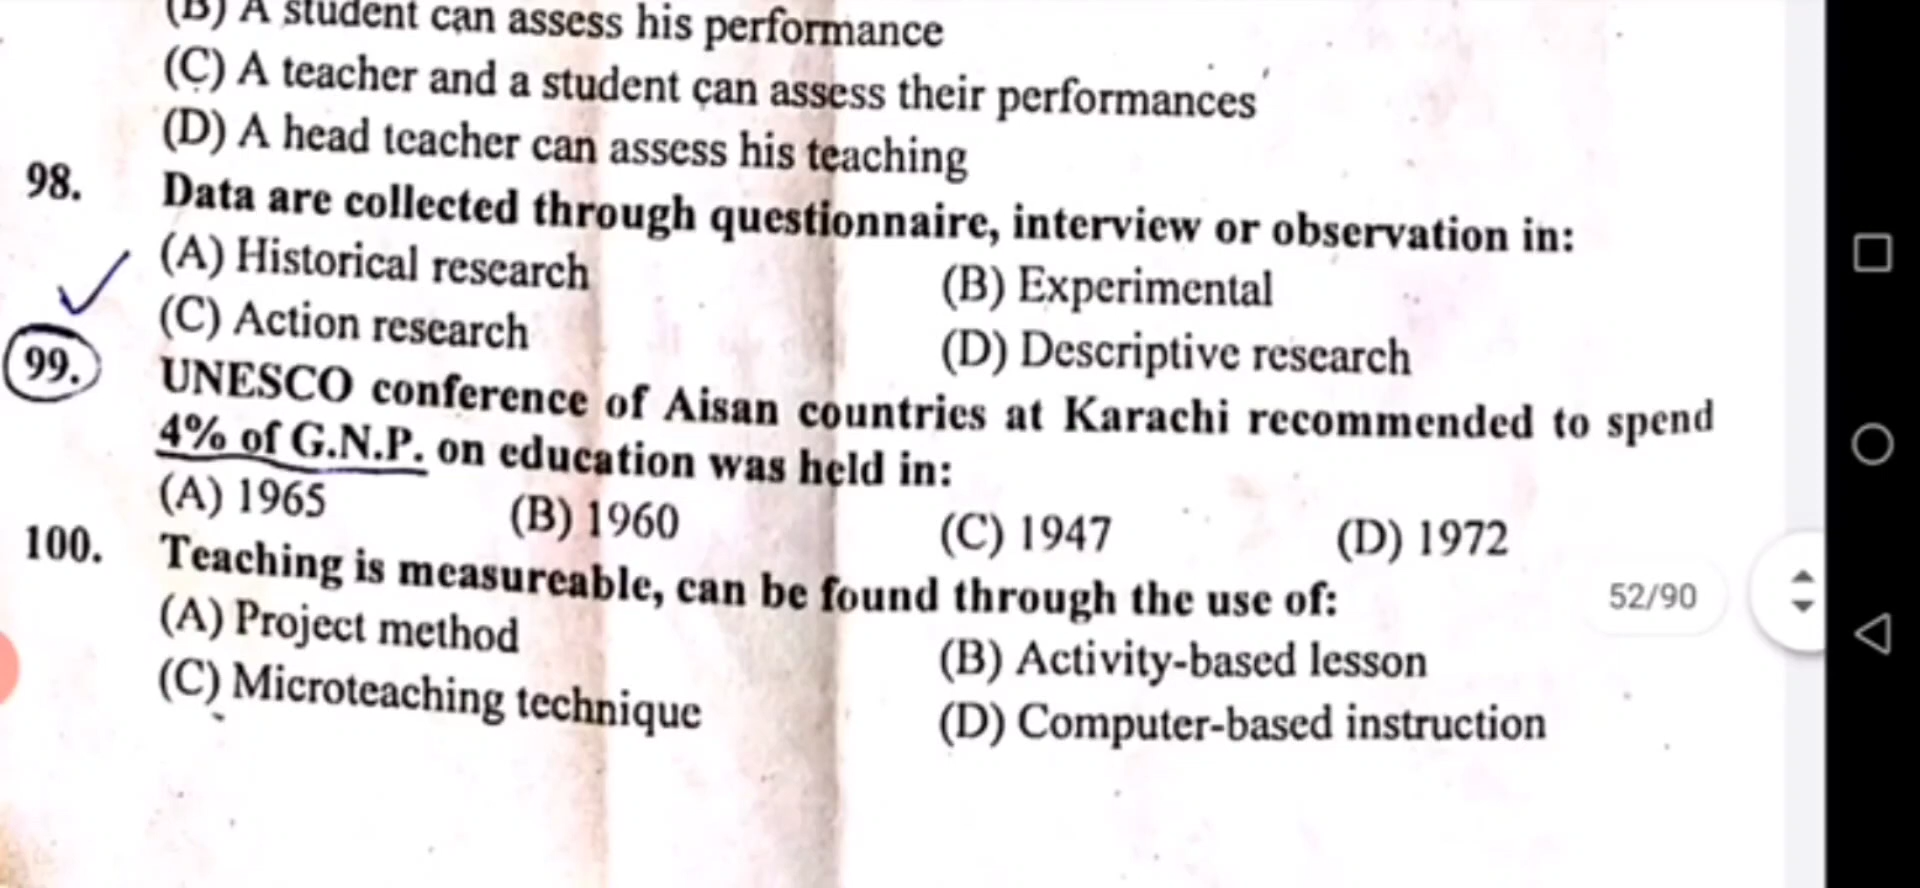 (B) A student can assess his performance
(C) A teacher and a student can assess their performances
(D) A head teacher can assess his teaching
98. Data are collected through questionnaire, interview or observation in:
(A) Historical research (B) Experimental
(C) Action research (D) Descriptive research
99. UNESCO conference of Aisan countries at Karachi recommended to spend
4% of G.N.P. on education was held in:
(A) 1965 (B) 1960 (C) 1947 (D) 1972
100. Teaching is measureable, can be found through the use of:
52/90
(A) Project method (B) Activity-based lesson
(C) Microteaching technique (D) Computer-based instruction